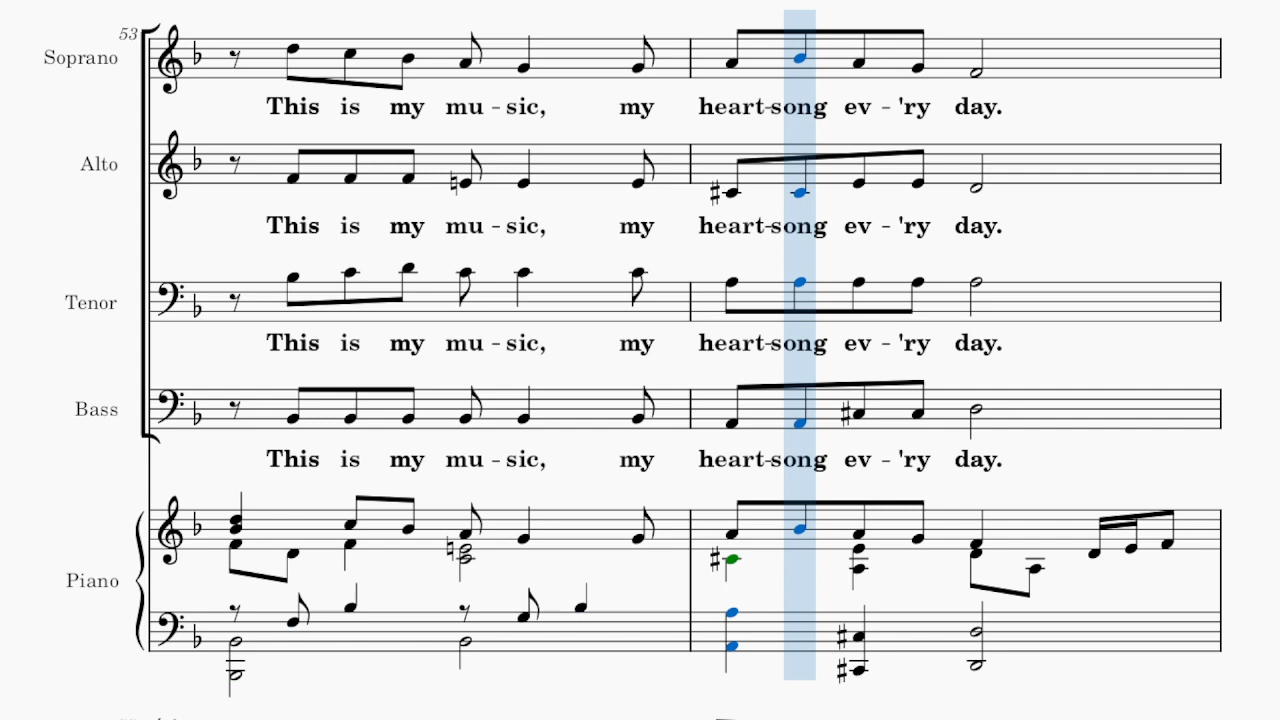 53
Soprano
This is my mu - sic, my heart-song ev - 'ry day.
Alto
This is my mu - sic, my heart-song ev - 'ry day.
Tenor
This is my mu - sic, my heart-song ev - 'ry day.
Bass
This is my mu - sic, my heart-song ev - 'ry day.
Piano